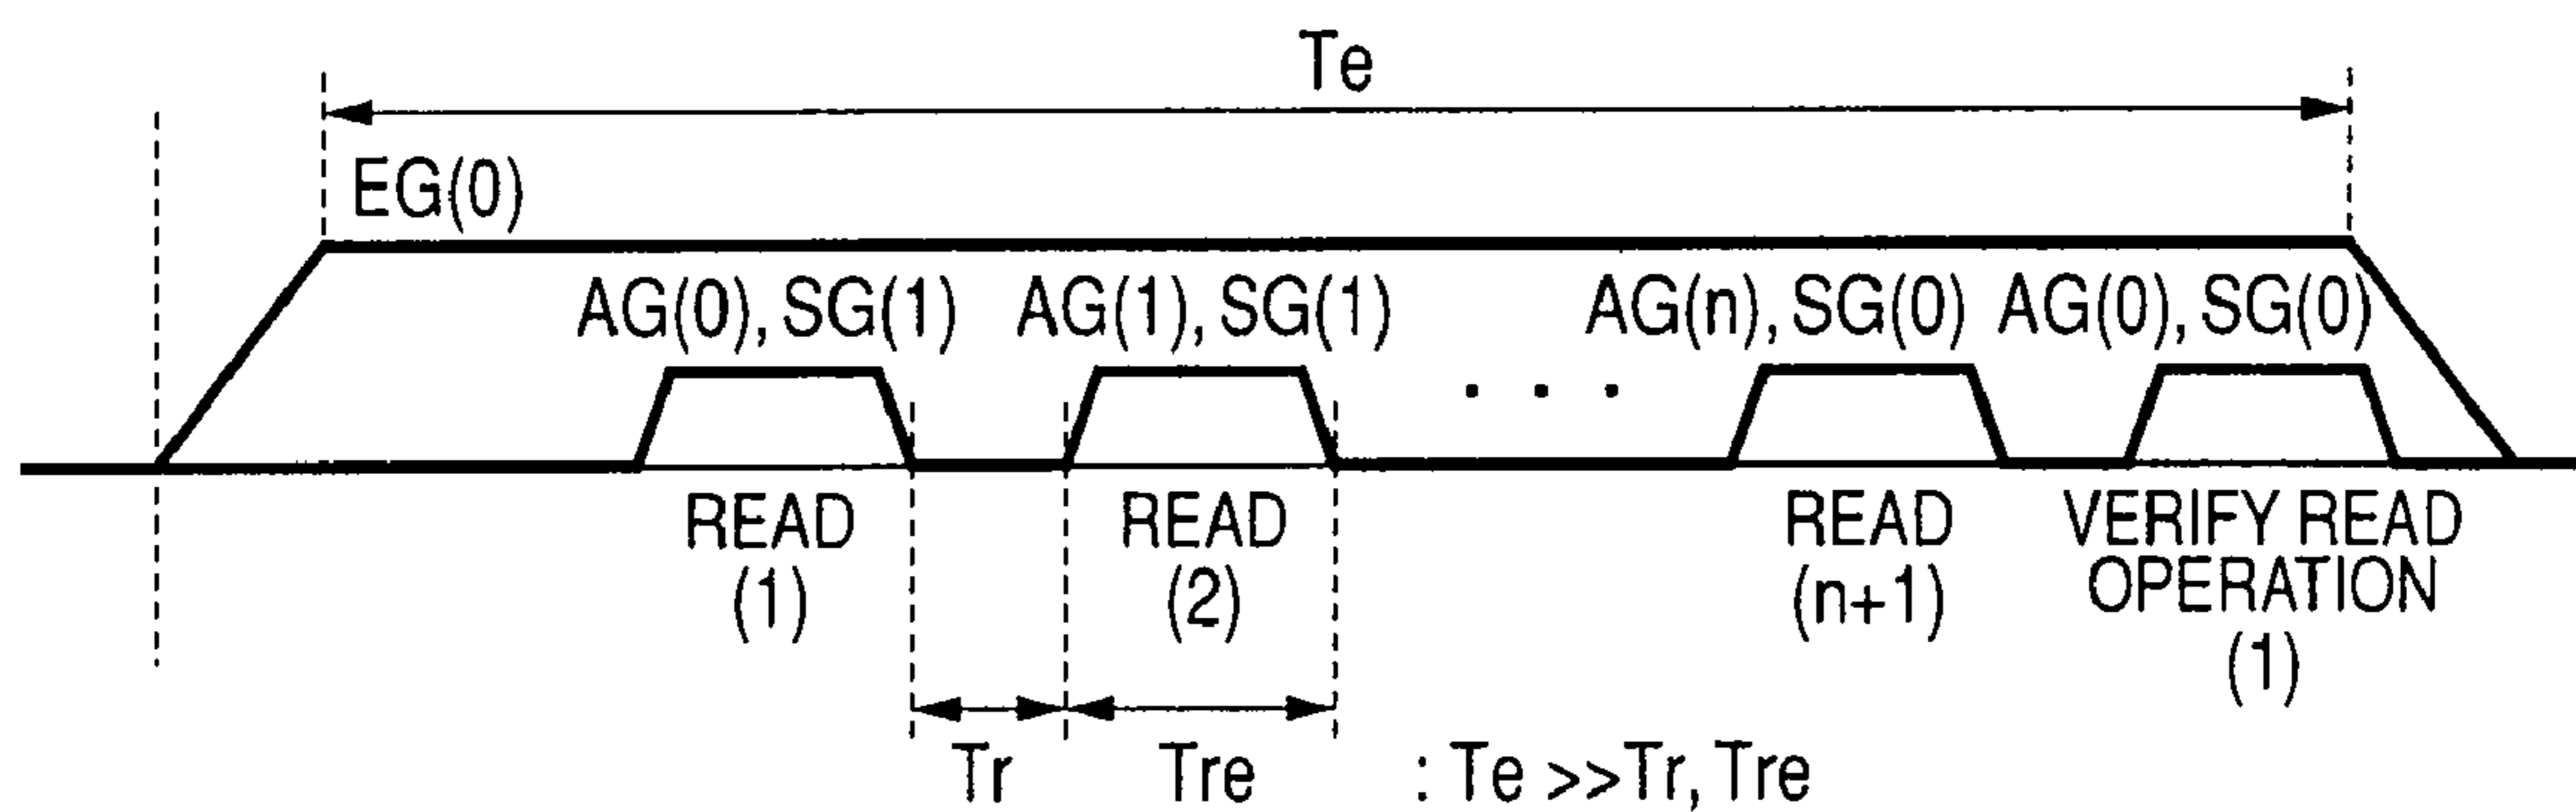 Te
EG(0)
AG(0), SG(1) AG(1), SG(1) . . . AG(n), SG(0) AG(0), SG(0)
READ
(1)
READ
(2)
READ
(n+1)
VERIFY READ
OPERATION
(1)
Tr Tre : Te >>Tr, Tre